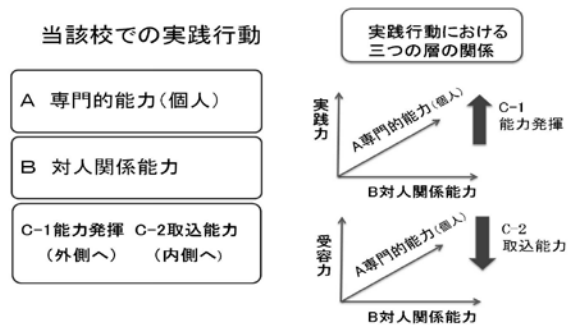 当該校での実践行動
A 専門的能力(個人)
B 対人関係能力
C-1能力発揮 C-2取込能力
(外側へ) (内側へ)
実践行動における
三つの層の関係
実践力
A専門的能力(個人)
C-1
能力発揮
B対人関係能力
受容力
A専門的能力(個人)
C-2
取込能力
B対人関係能力